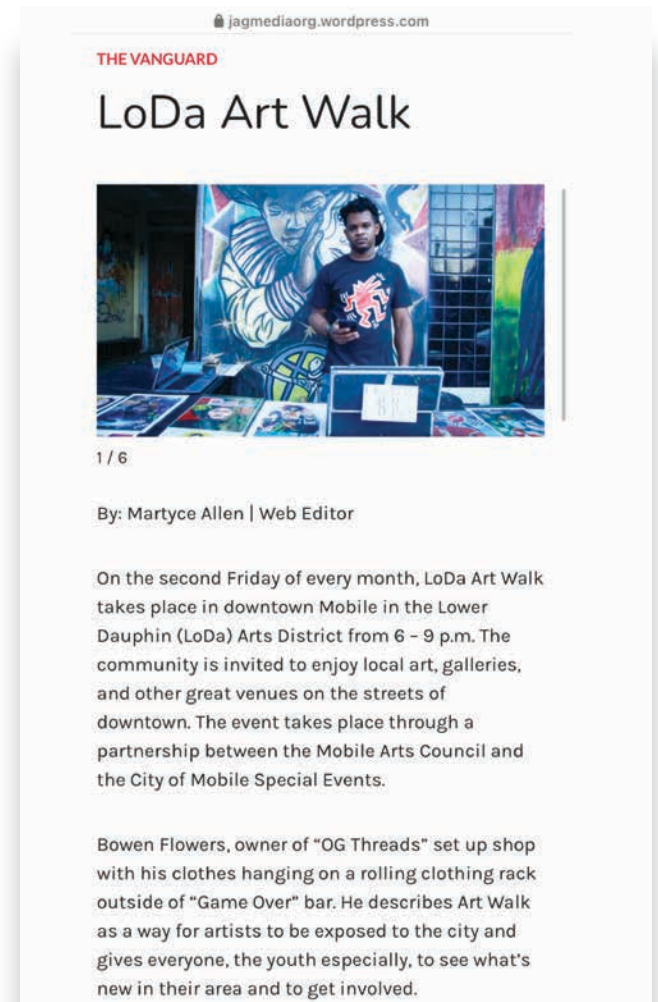 jagmediaorg.wordpress.com
THE VANGUARD
LoDa Art Walk
1 / 6
By: Martyce Allen | Web Editor
On the second Friday of every month, LoDa Art Walk
takes place in downtown Mobile in the Lower
Dauphin (LoDa) Arts District from 6 – 9 p.m. The
community is invited to enjoy local art, galleries,
and other great venues on the streets of
downtown. The event takes place through a
partnership between the Mobile Arts Council and
the City of Mobile Special Events.
Bowen Flowers, owner of “OG Threads” set up shop
with his clothes hanging on a rolling clothing rack
outside of “Game Over” bar. He describes Art Walk
as a way for artists to be exposed to the city and
gives everyone, the youth especially, to see what’s
new in their area and to get involved.